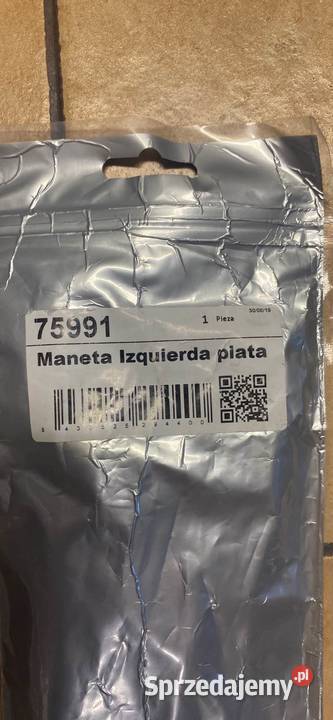 75991
1 Pieza
30/08/19
Maneta Izquierda plata
Sprzedajemy.pl